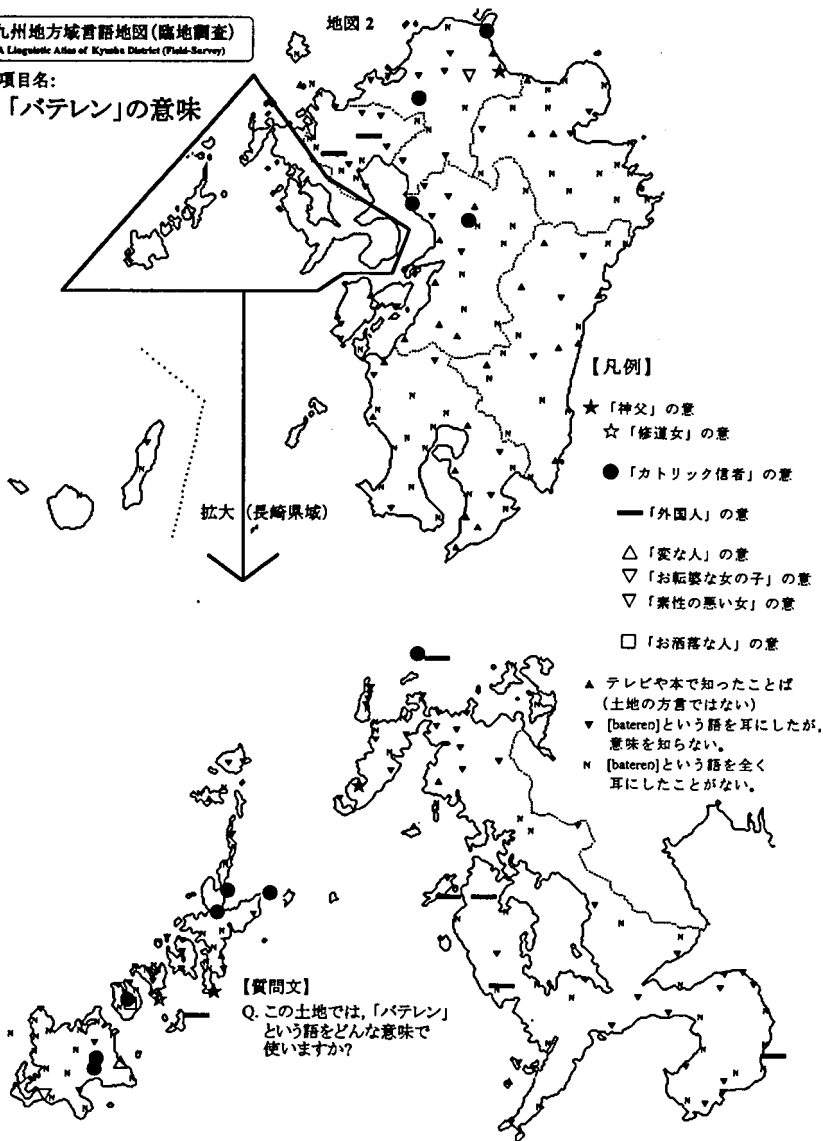 九州地方域言語地図(臨地調査)
A Linguistic Atlas of Kyushu District (Field-Survey)
地図2
項目名:
「バテレン」の意味
拡大(長崎県域)
【凡例】
★「神父」の意
☆「修道女」の意
●「カトリック信者」の意
━「外国人」の意
△「変な人」の意
▽「お転婆な女の子」の意
▽「素性の悪い女」の意
□「お洒落な人」の意
▲ テレビや本で知ったことば
(土地の方言ではない)
▼ [bateren]という語を耳にしたが,
意味を知らない。
N [bateren]という語を全く
耳にしたことがない。
【質問文】
Q. この土地では,「バテレン」
という語をどんな意味で
使いますか?